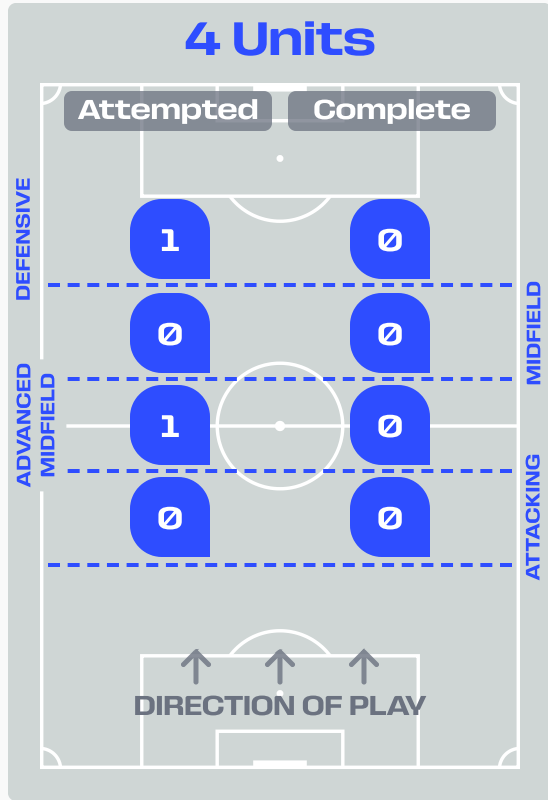 4 Units
Attempted Complete
DEFENSIVE
1 0
MIDFIELD
0 0
ADVANCED
MIDFIELD
1 0
ATTACKING
0 0
DIRECTION OF PLAY